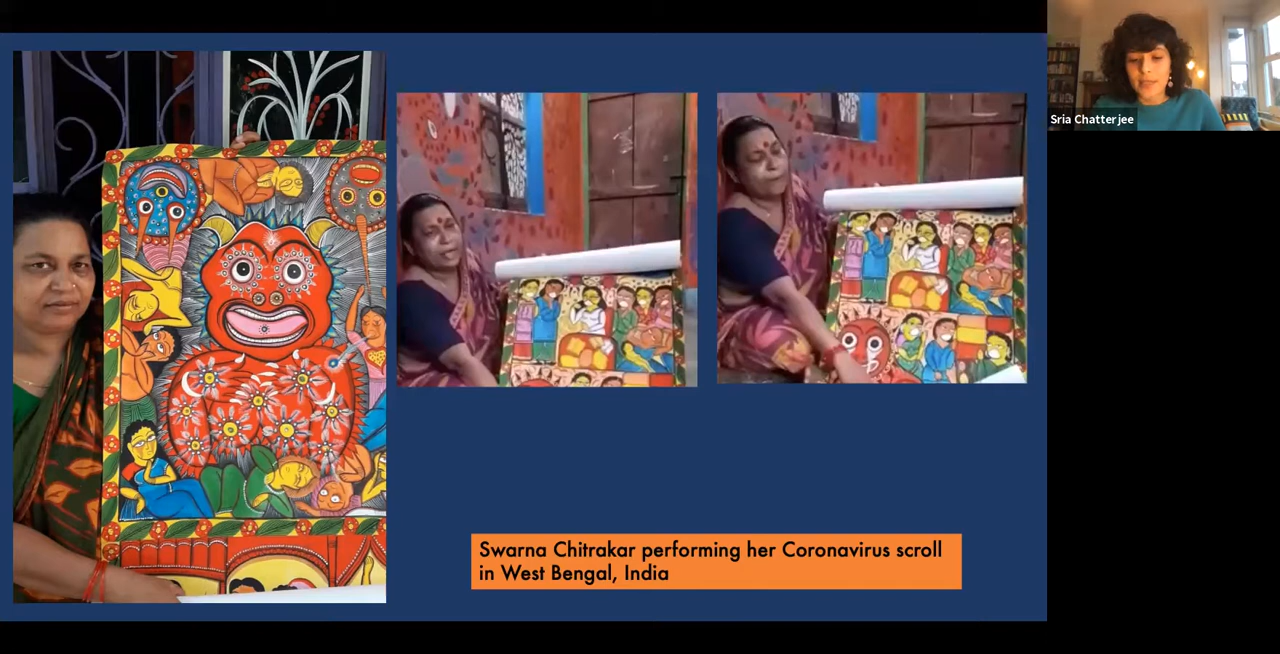 Sria Chatterjee
Swarna Chitrakar performing her Coronavirus scroll
in West Bengal, India